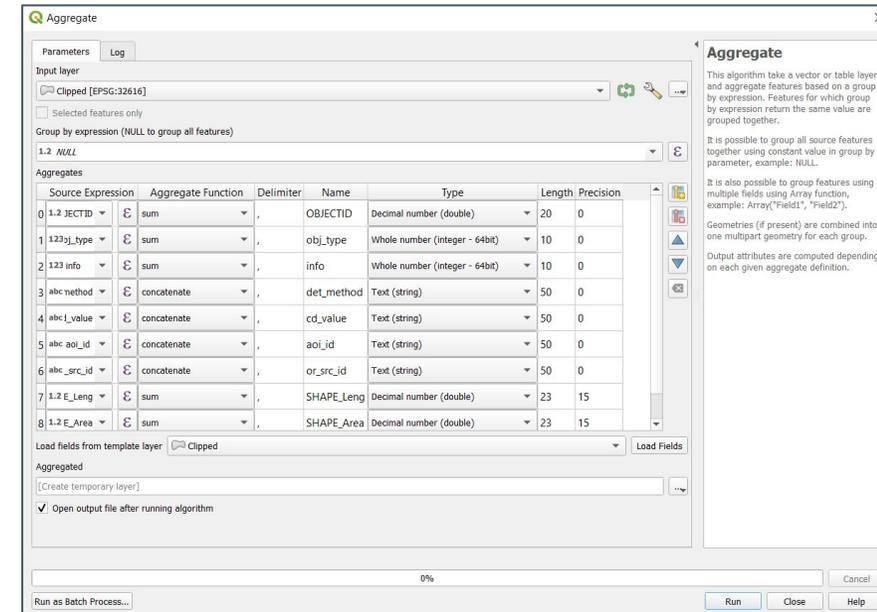 Aggregate
Parameters Log
Input layer
Clipped [EPSG:32616]
Selected features only
Group by expression (NULL to group all features)
1.2 NULL
Aggregates
Source Expression Aggregate Function Delimiter Name Type Length Precision
0 1.2 JECTID ε sum , OBJECTID Decimal number (double) 20 0
1 123 j_type ε sum , obj_type Whole number (integer - 64bit) 10 0
2 123 info ε sum , info Whole number (integer - 64bit) 10 0
3 abc method ε concatenate , det_method Text (string) 50 0
4 abc _value ε concatenate , cd_value Text (string) 50 0
5 abc aoi_id ε concatenate , aoi_id Text (string) 50 0
6 abc _src_id ε concatenate , or_src_id Text (string) 50 0
7 1.2 E_Leng ε sum , SHAPE_Leng Decimal number (double) 23 15
8 1.2 E_Area ε sum , SHAPE_Area Decimal number (double) 23 15
Load fields from template layer Clipped Load Fields
Aggregated
[Create temporary layer]
Open output file after running algorithm
0% Cancel
Run as Batch Process... Run Close Help
Aggregate
This algorithm take a vector or table layer
and aggregate features based on a group
by expression. Features for which group
by expression return the same value are
grouped together.
It is possible to group all source features
together using constant value in group by
parameter, example: NULL.
It is also possible to group features using
multiple fields using Array function,
example: Array("Field1", "Field2").
Geometries (if present) are combined into
one multipart geometry for each group.
Output attributes are computed depending
on each given aggregate definition.